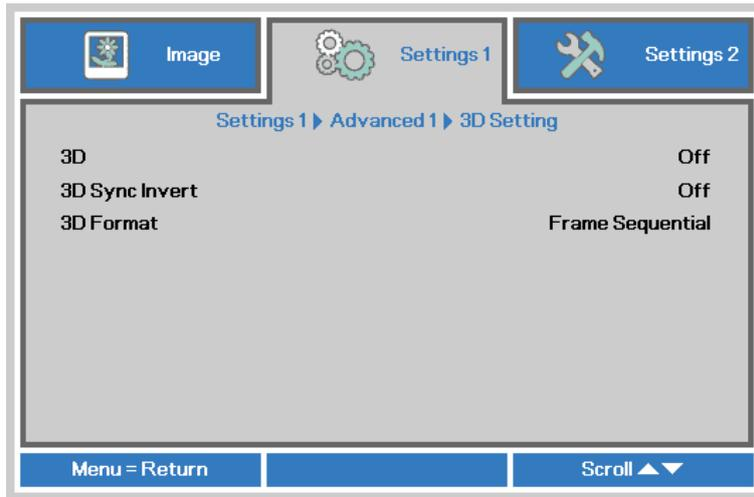 Image Settings 1 Settings 2
Settings 1 ▶ Advanced 1 ▶ 3D Setting
3D Off
3D Sync Invert Off
3D Format Frame Sequential
Menu = Return Scroll ▲▼